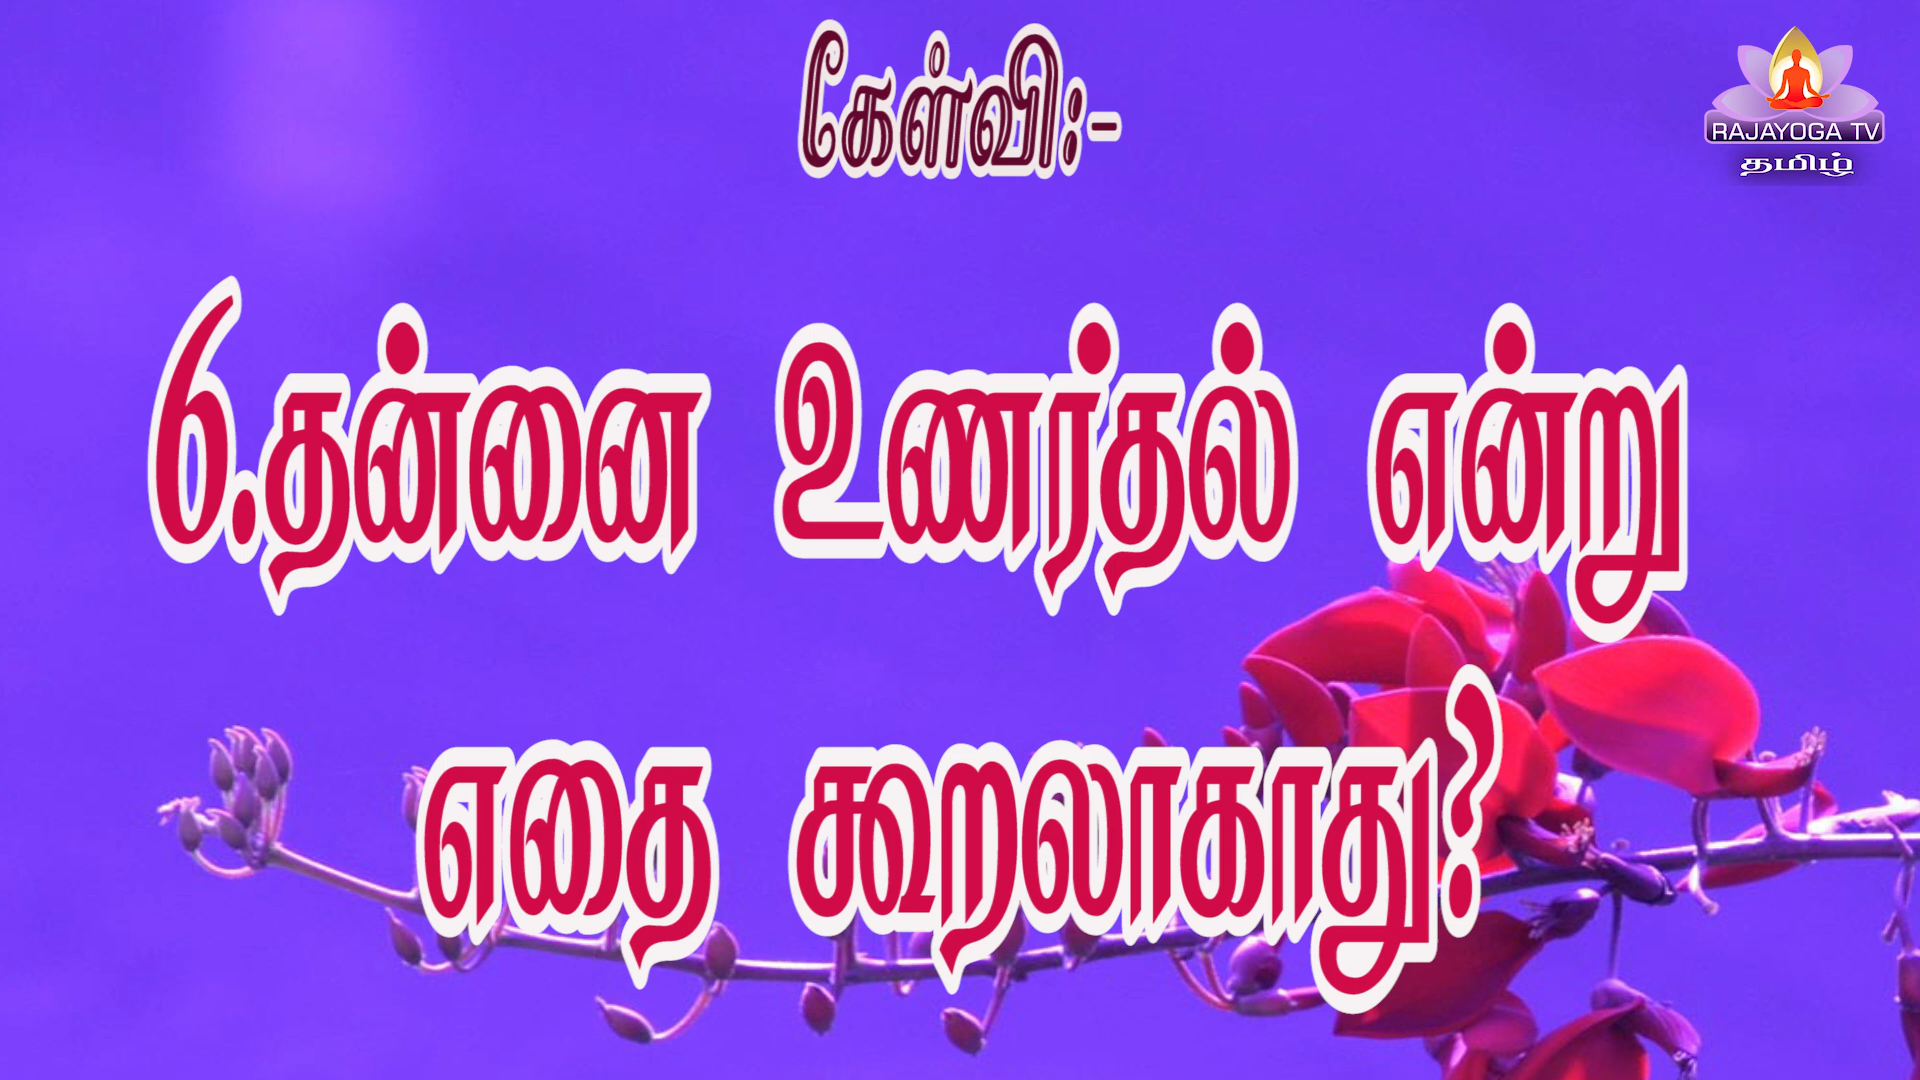 கேள்வி:-
RAJAYOGA TV
தமிழ்
6.தன்னை உணர்தல் என்று
எதை கூறலாகாது?